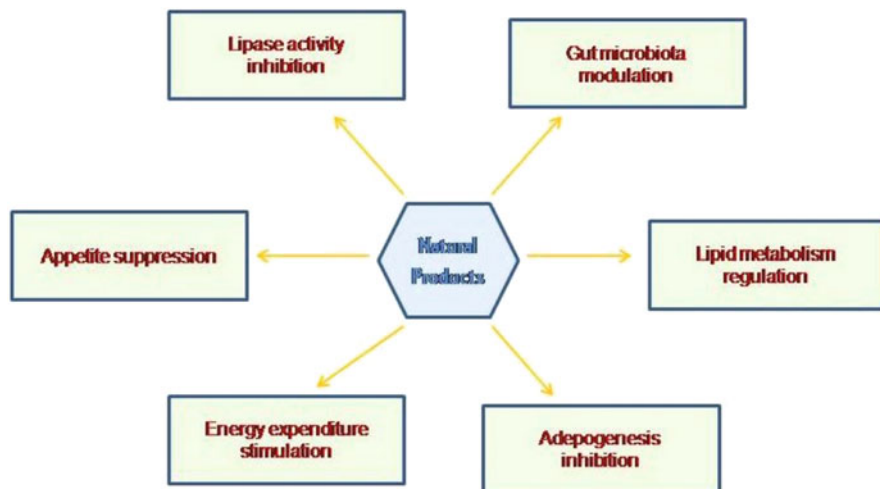 Lipase activity
inhibition
Gut microbiota
modulation
Appetite suppression
Natural
Products
Lipid metabolism
regulation
Energy expenditure
stimulation
Adepogenesis
inhibition